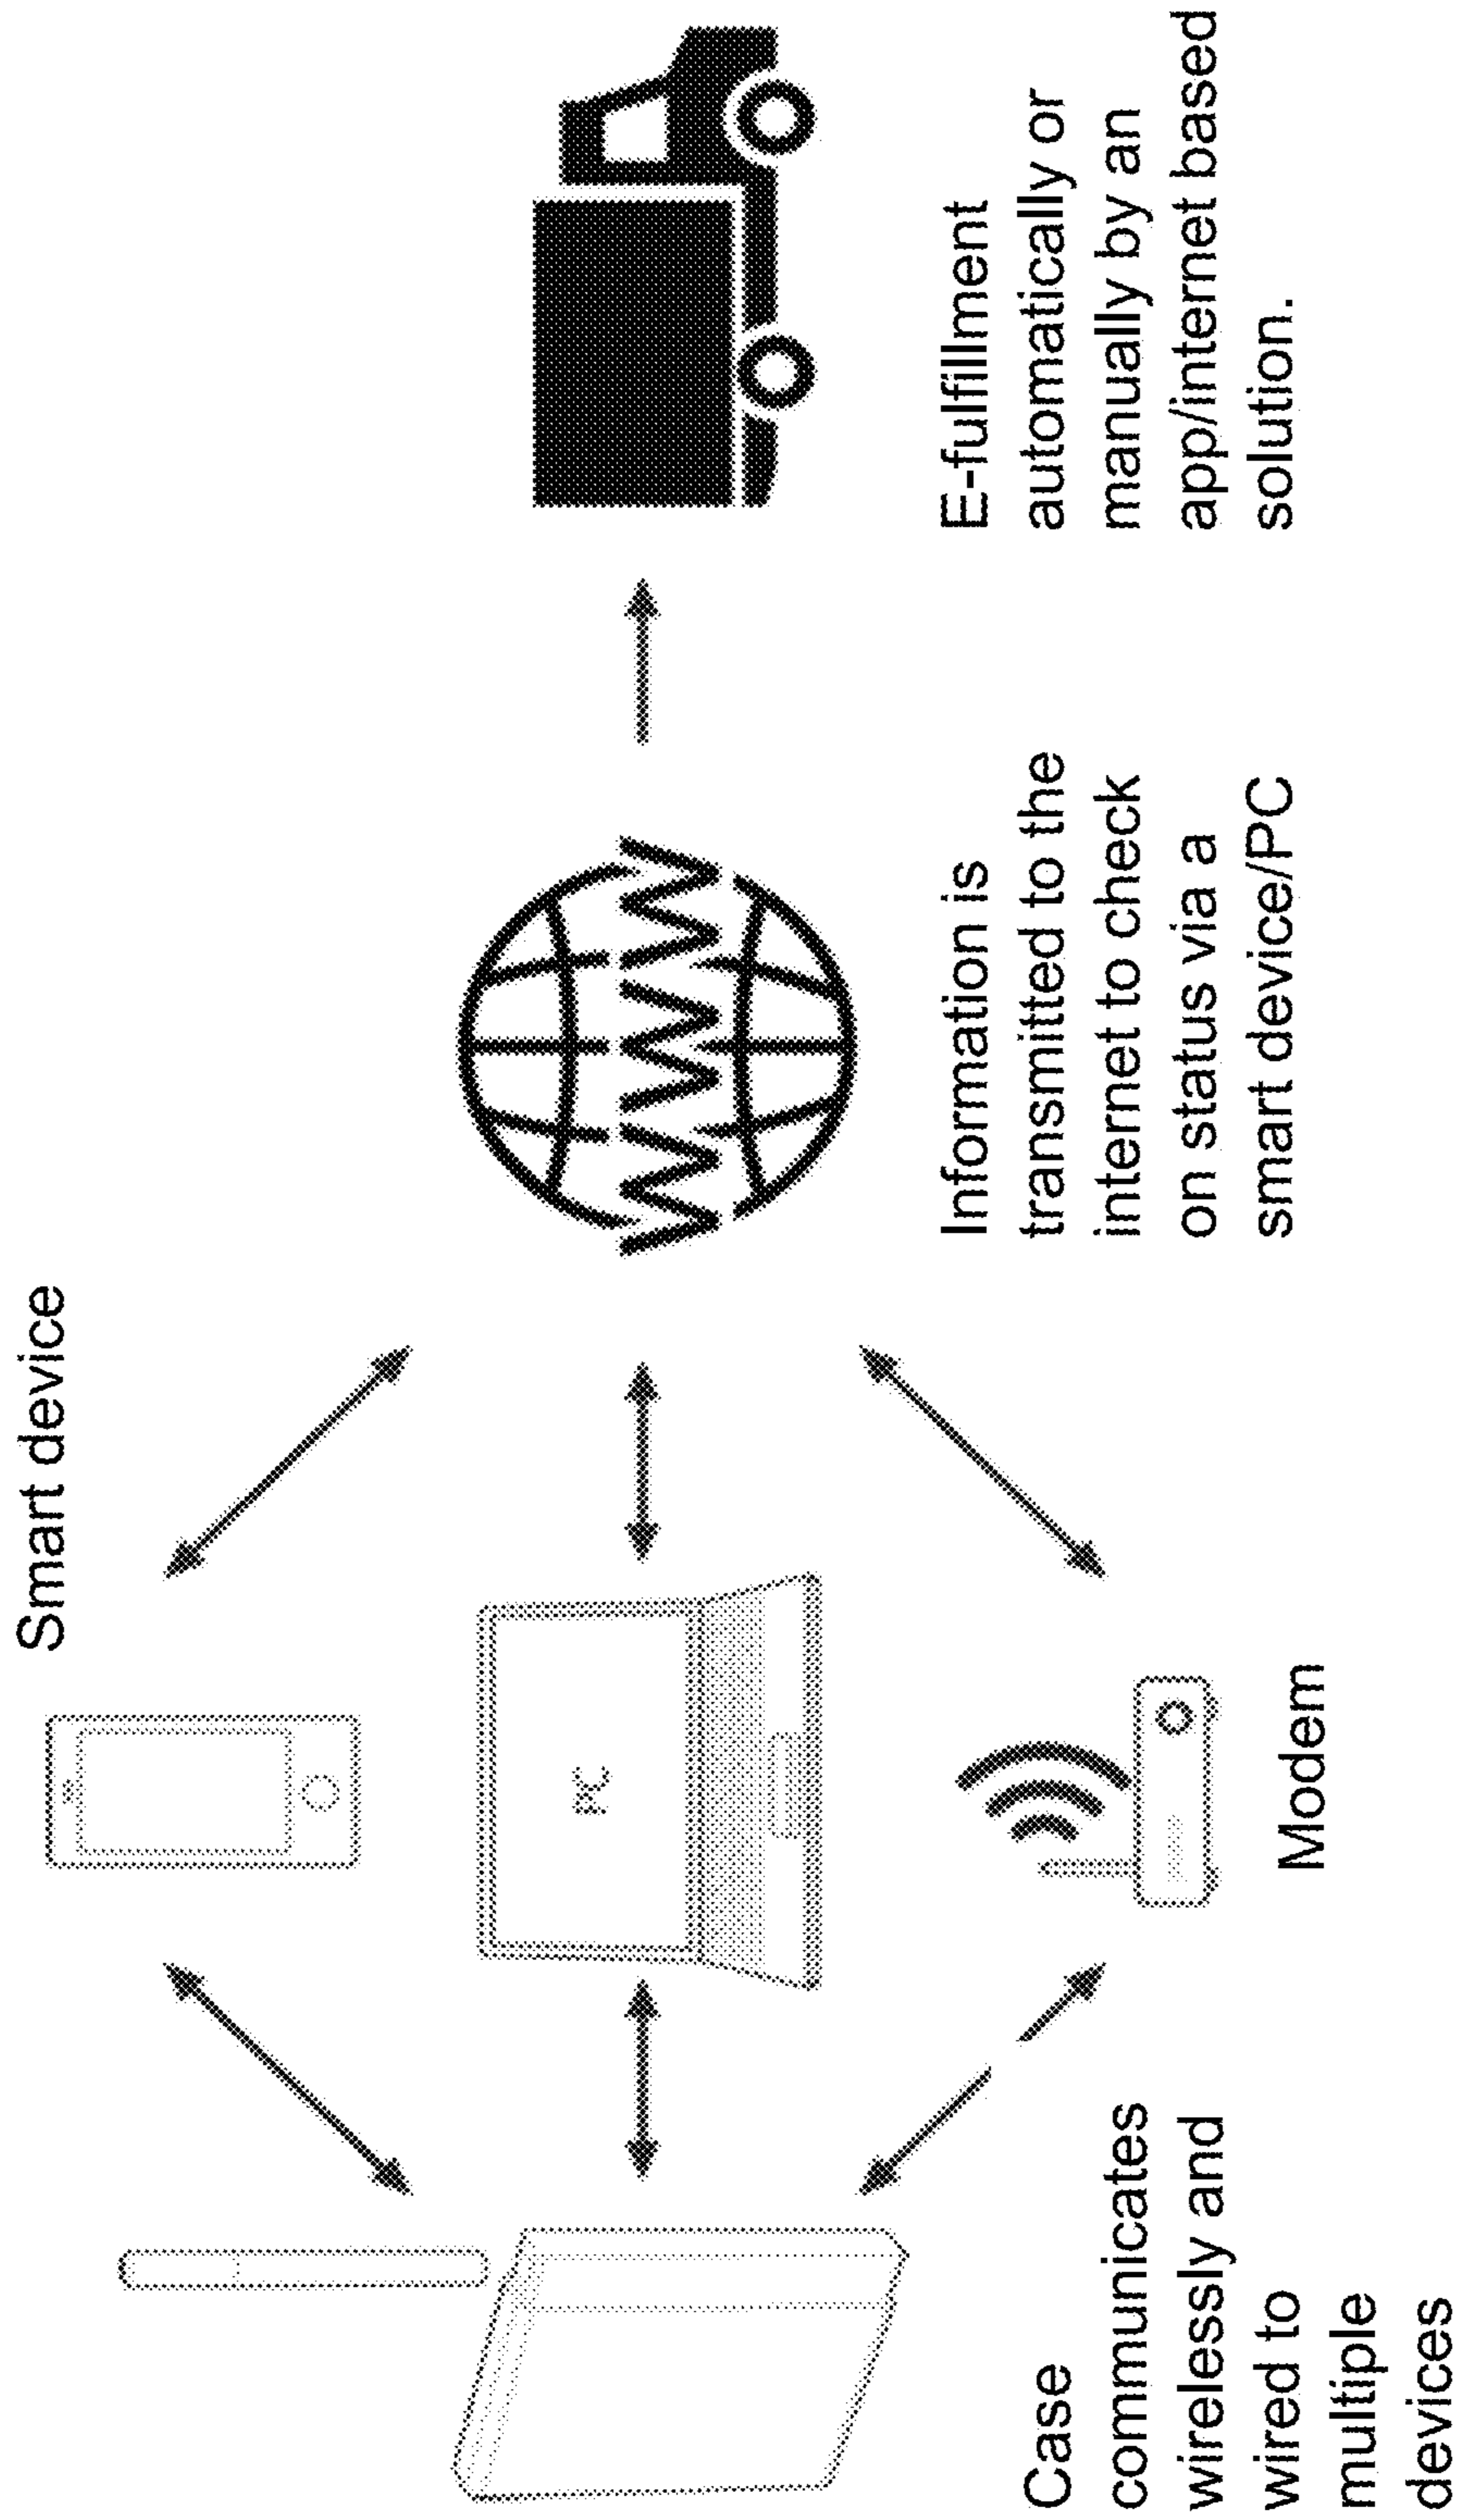 Case
communicates
wirelessly and
wired to
multiple
devices
Smart device
PC
Modem
WWW
Information is
transmitted to the
internet to check
on status via a
smart device/PC
E-fulfillment
automatically or
manually by an
app/internet based
solution.